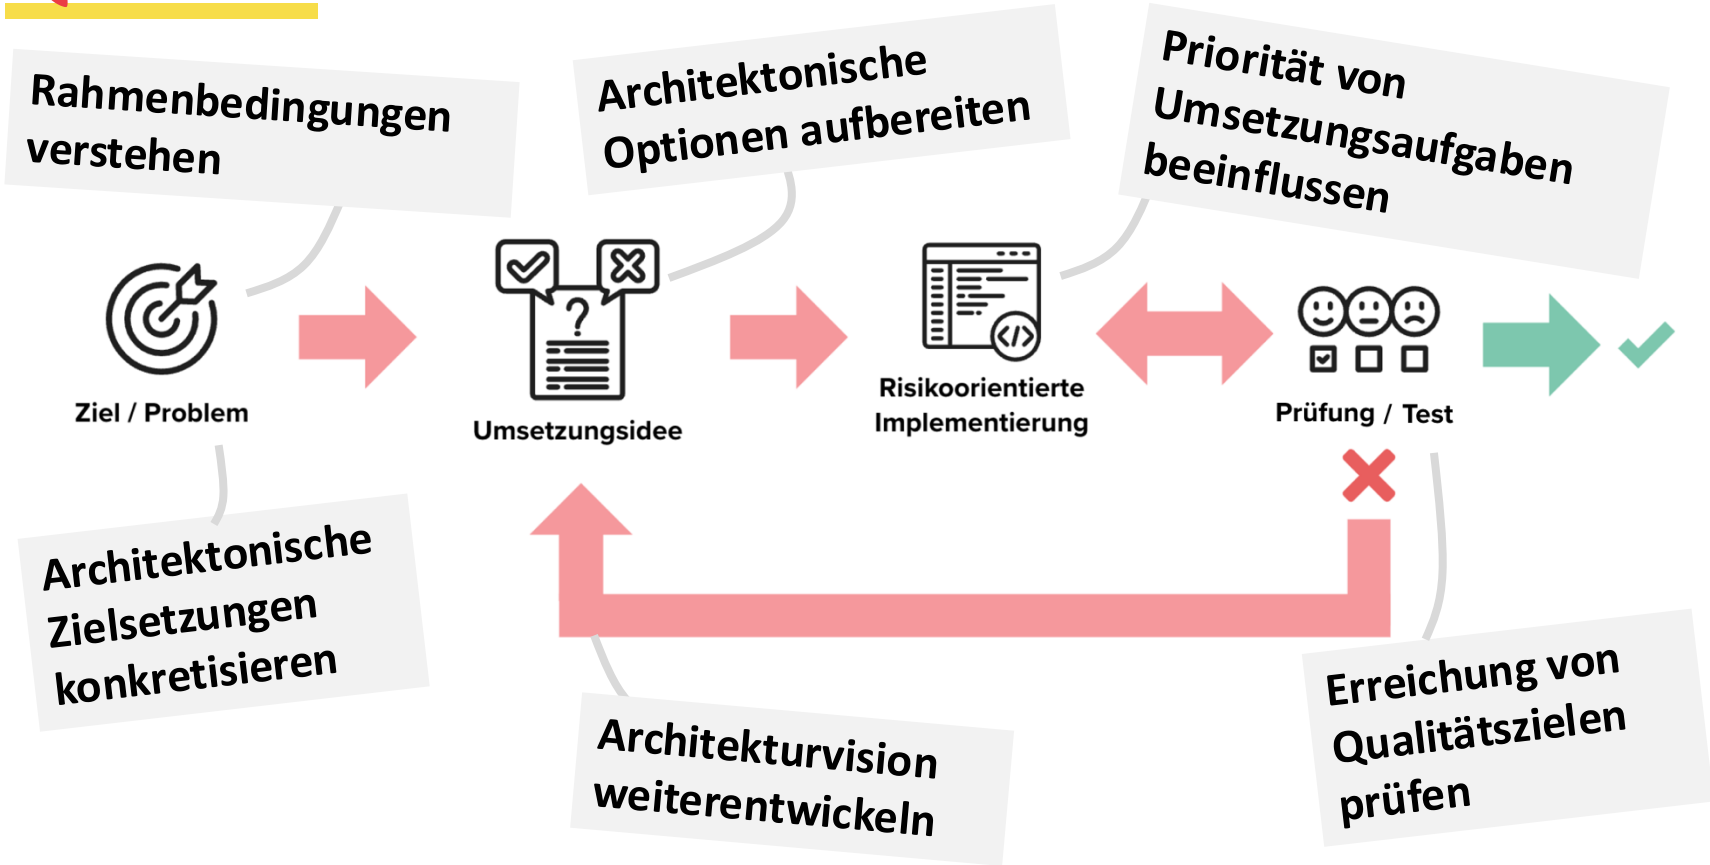 Rahmenbedingungen
verstehen
Architektonische
Optionen aufbereiten
Priorität von
Umsetzungsaufgaben
beeinflussen
?
</>
Ziel / Problem
Umsetzungsidee
Risikoorientierte
Implementierung
Prüfung / Test
Architektonische
Zielsetzungen
konkretisieren
Architekturvision
weiterentwickeln
Erreichung von
Qualitätszielen
prüfen